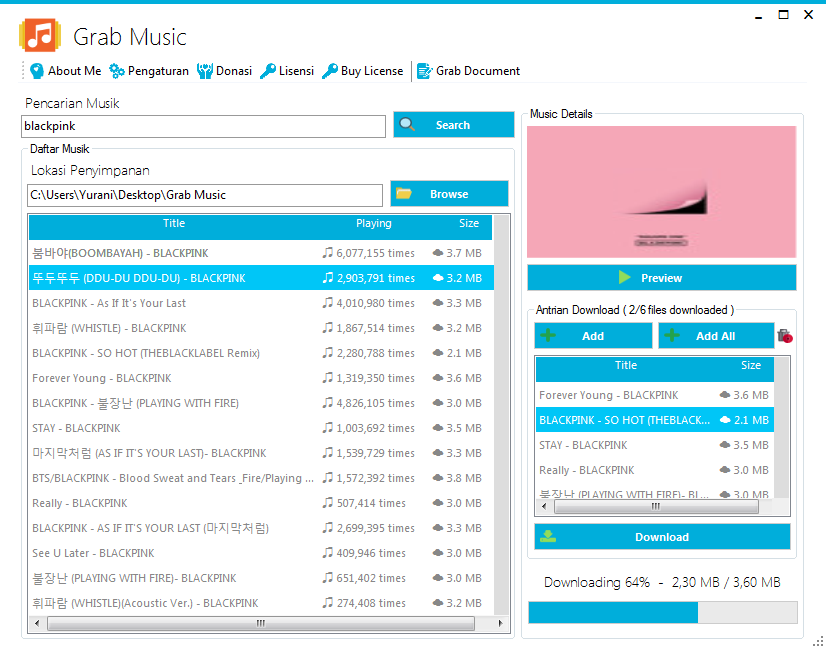 Grab Music
About Me Pengaturan Donasi Lisensi Buy License Grab Document
Pencarian Musik
blackpink
Search
Daftar Musik
Lokasi Penyimpanan
C:\Users\Yurani\Desktop\Grab Music
Browse
Title Playing Size
붐바야(BOOMBAYAH) - BLACKPINK 6,077,155 times 3.7 MB
뚜두뚜두 (DDU-DU DDU-DU) - BLACKPINK 2,903,791 times 3.2 MB
BLACKPINK - As If It's Your Last 4,010,980 times 3.3 MB
휘파람 (WHISTLE) - BLACKPINK 1,867,514 times 3.2 MB
BLACKPINK - SO HOT (THEBLACKLABEL Remix) 2,280,788 times 2.1 MB
Forever Young - BLACKPINK 1,319,350 times 3.6 MB
BLACKPINK - 불장난 (PLAYING WITH FIRE) 4,826,105 times 3.0 MB
STAY - BLACKPINK 1,003,692 times 3.5 MB
마지막처럼 (AS IF IT'S YOUR LAST)- BLACKPINK 1,539,729 times 3.3 MB
BTS/BLACKPINK - Blood Sweat and Tears _Fire/Playing ... 1,572,392 times 3.8 MB
Really - BLACKPINK 507,414 times 3.0 MB
BLACKPINK - AS IF IT'S YOUR LAST (마지막처럼) 2,699,395 times 3.3 MB
See U Later - BLACKPINK 409,946 times 3.0 MB
불장난 (PLAYING WITH FIRE)- BLACKPINK 651,402 times 3.0 MB
휘파람 (WHISTLE)(Acoustic Ver.) - BLACKPINK 274,408 times 3.2 MB
Music Details
Preview
Antrian Download ( 2/6 files downloaded )
Add Add All
Title Size
Forever Young - BLACKPINK 3.6 MB
BLACKPINK - SO HOT (THEBLACK... 2.1 MB
STAY - BLACKPINK 3.5 MB
Really - BLACKPINK 3.0 MB
불장난 (PLAYING WITH FIRE)- BL... 3.0 MB
Download
Downloading 64% - 2,30 MB / 3,60 MB